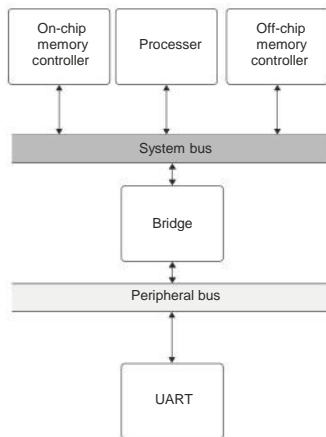 On-chip
memory
controller
Processer
Off-chip
memory
controller
System bus
Bridge
Peripheral bus
UART